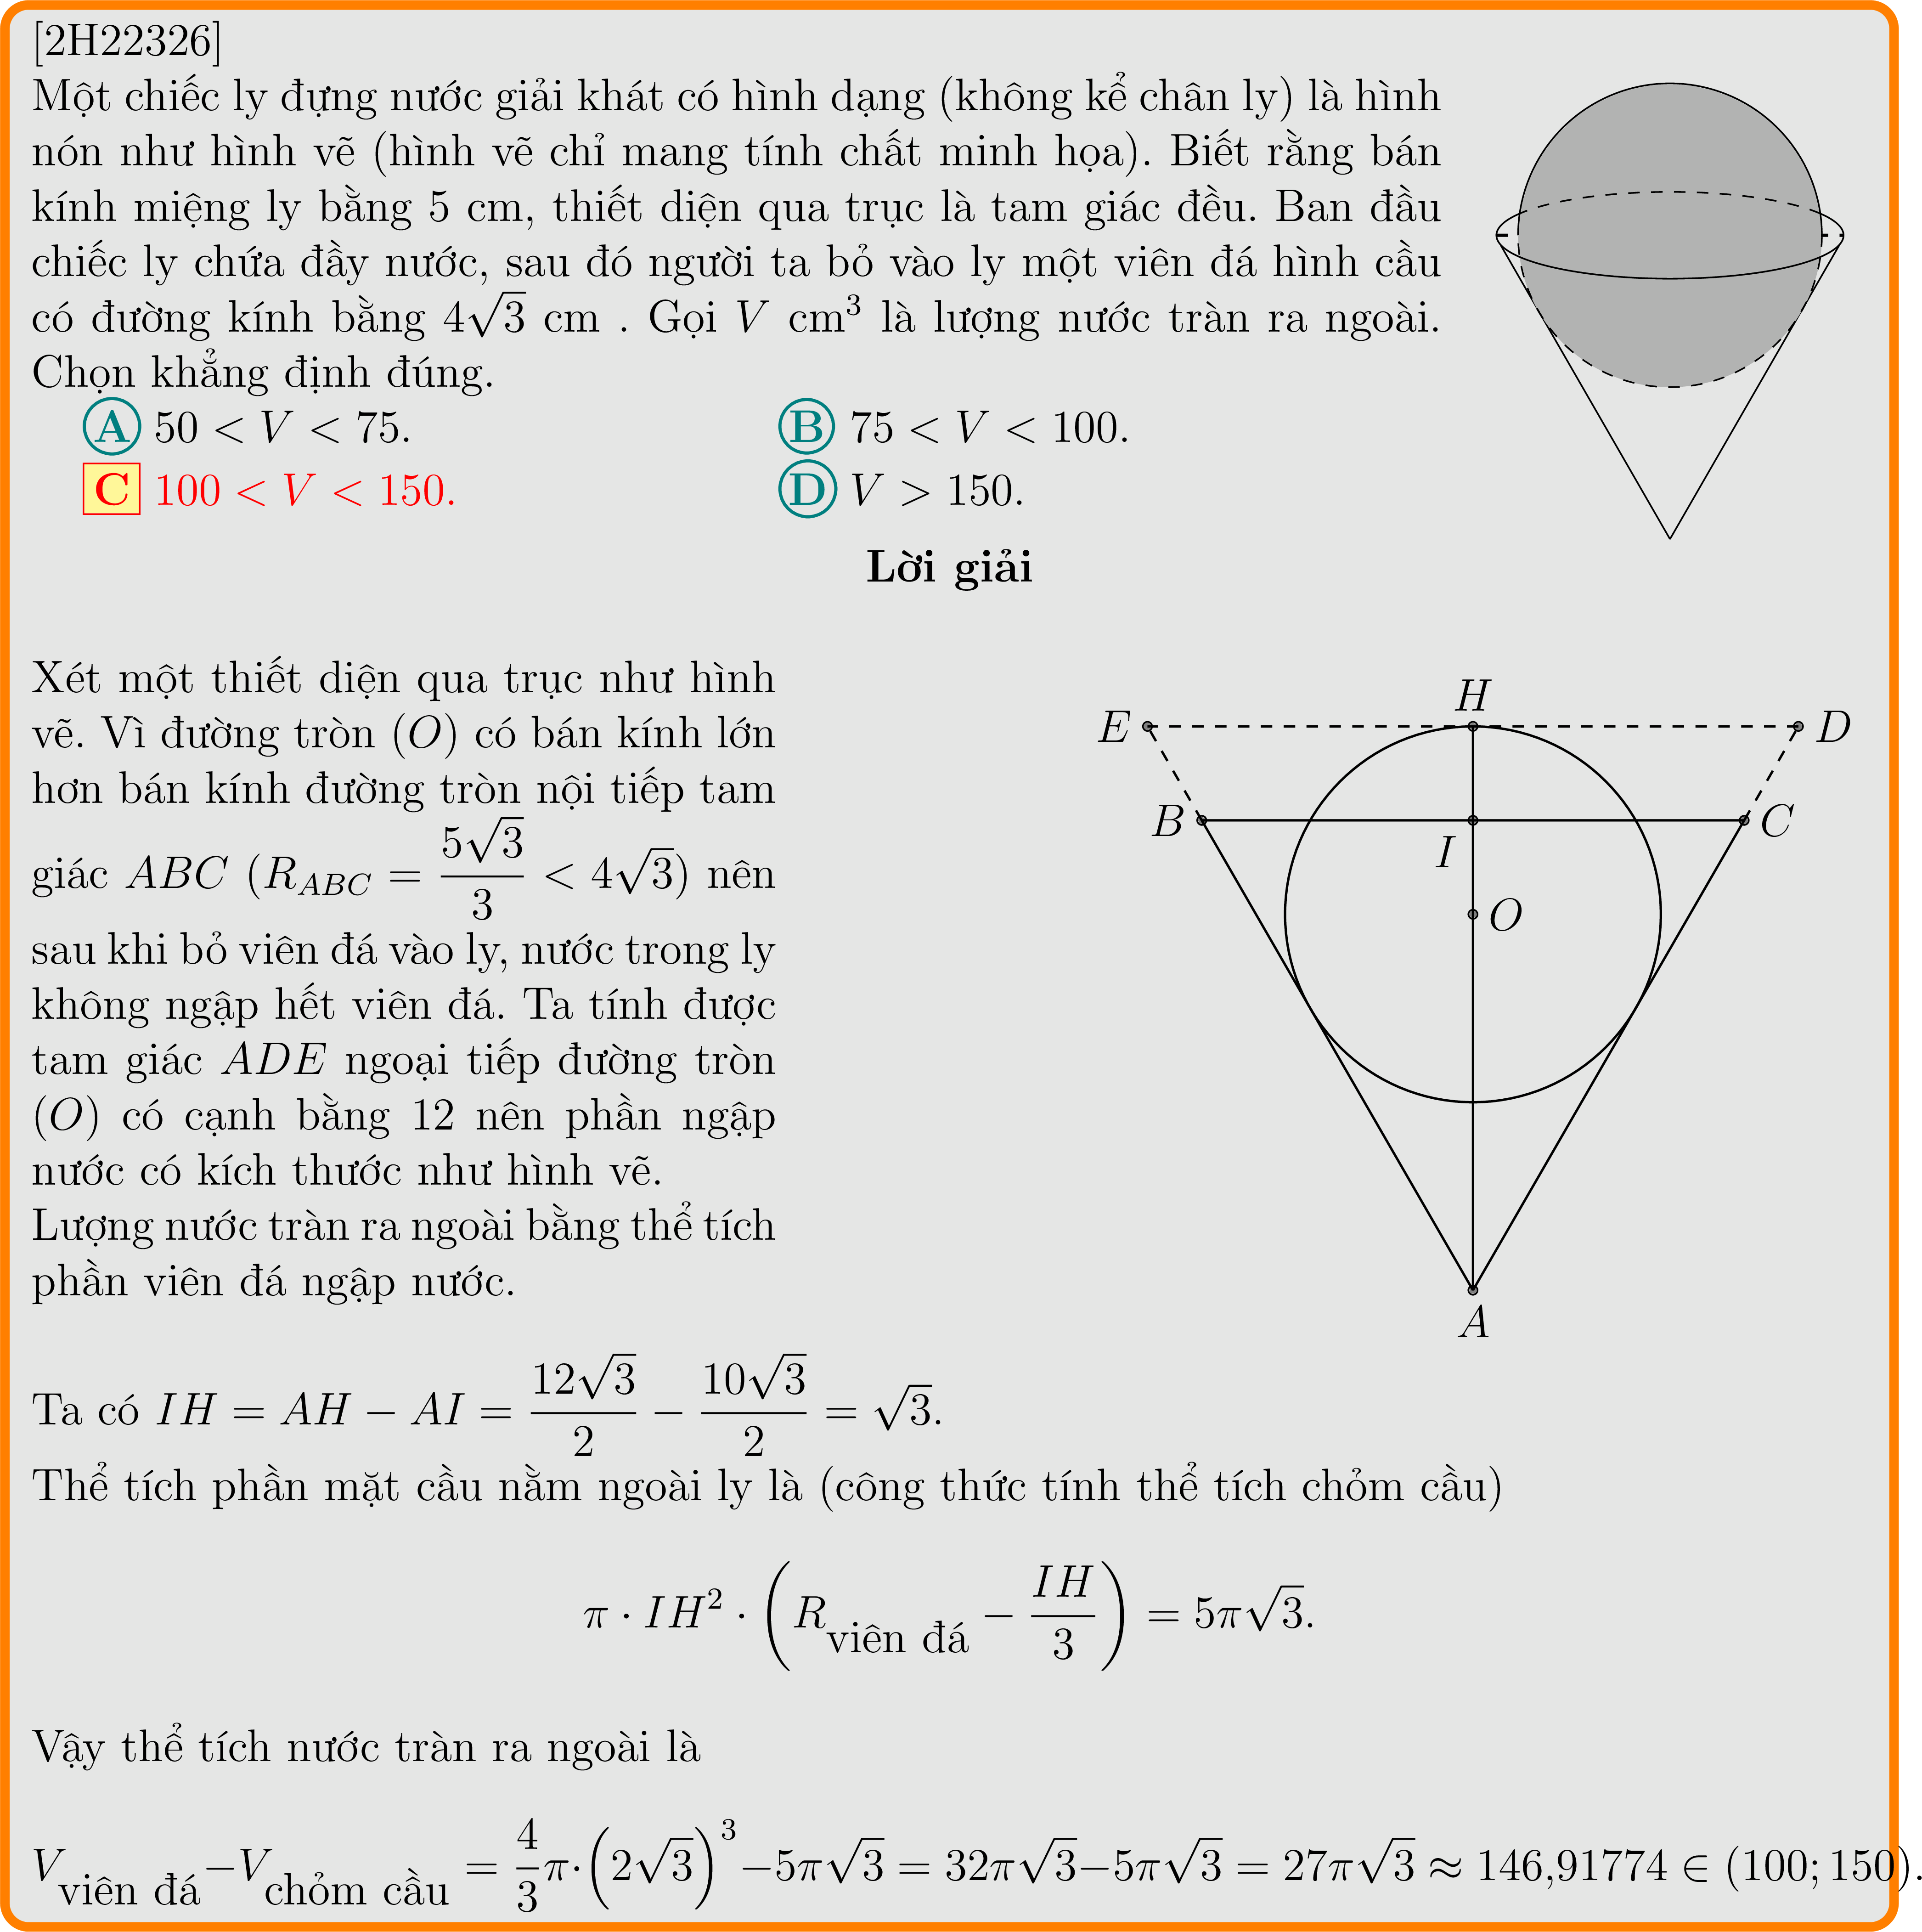 [2H22326]
Một chiếc ly đựng nước giải khát có hình dạng (không kể chân ly) là hình
nón như hình vẽ (hình vẽ chỉ mang tính chất minh họa). Biết rằng bán
kính miệng ly bằng 5 cm, thiết diện qua trục là tam giác đều. Ban đầu
chiếc ly chứa đầy nước, sau đó người ta bỏ vào ly một viên đá hình cầu
có đường kính bằng $4\sqrt{3}$ cm . Gọi $V$ cm$^3$ là lượng nước tràn ra ngoài.
Chọn khẳng định đúng.
A $50 < V < 75$.
B $75 < V < 100$.
C $100 < V < 150$.
D $V > 150$.
Lời giải
Xét một thiết diện qua trục như hình
vẽ. Vì đường tròn $(O)$ có bán kính lớn
hơn bán kính đường tròn nội tiếp tam
giác $ABC$ ($R_{ABC} = \dfrac{5\sqrt{3}}{3} < 4\sqrt{3}$) nên
sau khi bỏ viên đá vào ly, nước trong ly
không ngập hết viên đá. Ta tính được
tam giác $ADE$ ngoại tiếp đường tròn
$(O)$ có cạnh bằng 12 nên phần ngập
nước có kích thước như hình vẽ.
Lượng nước tràn ra ngoài bằng thể tích
phần viên đá ngập nước.
H
E
D
B
C
I
O
A
Ta có $IH = AH - AI = \dfrac{12\sqrt{3}}{2} - \dfrac{10\sqrt{3}}{2} = \sqrt{3}$.
Thể tích phần mặt cầu nằm ngoài ly là (công thức tính thể tích chỏm cầu)
$\pi \cdot IH^2 \cdot \left(R_{\text{viên đá}} - \dfrac{IH}{3}\right) = 5\pi\sqrt{3}$.
Vậy thể tích nước tràn ra ngoài là
$V_{\text{viên đá}} - V_{\text{chỏm cầu}} = \dfrac{4}{3}\pi \cdot \left(2\sqrt{3}\right)^3 - 5\pi\sqrt{3} = 32\pi\sqrt{3} - 5\pi\sqrt{3} = 27\pi\sqrt{3} \approx 146{,}91774 \in (100; 150)$.